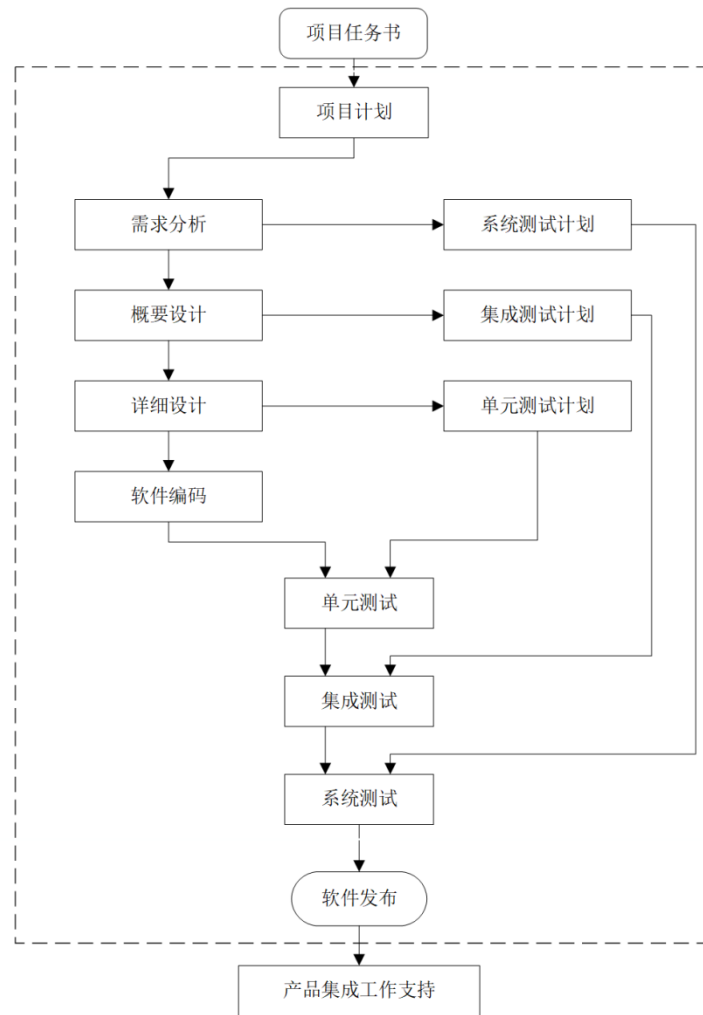 项目任务书
项目计划
需求分析
系统测试计划
概要设计
集成测试计划
详细设计
单元测试计划
软件编码
单元测试
集成测试
系统测试
软件发布
产品集成工作支持